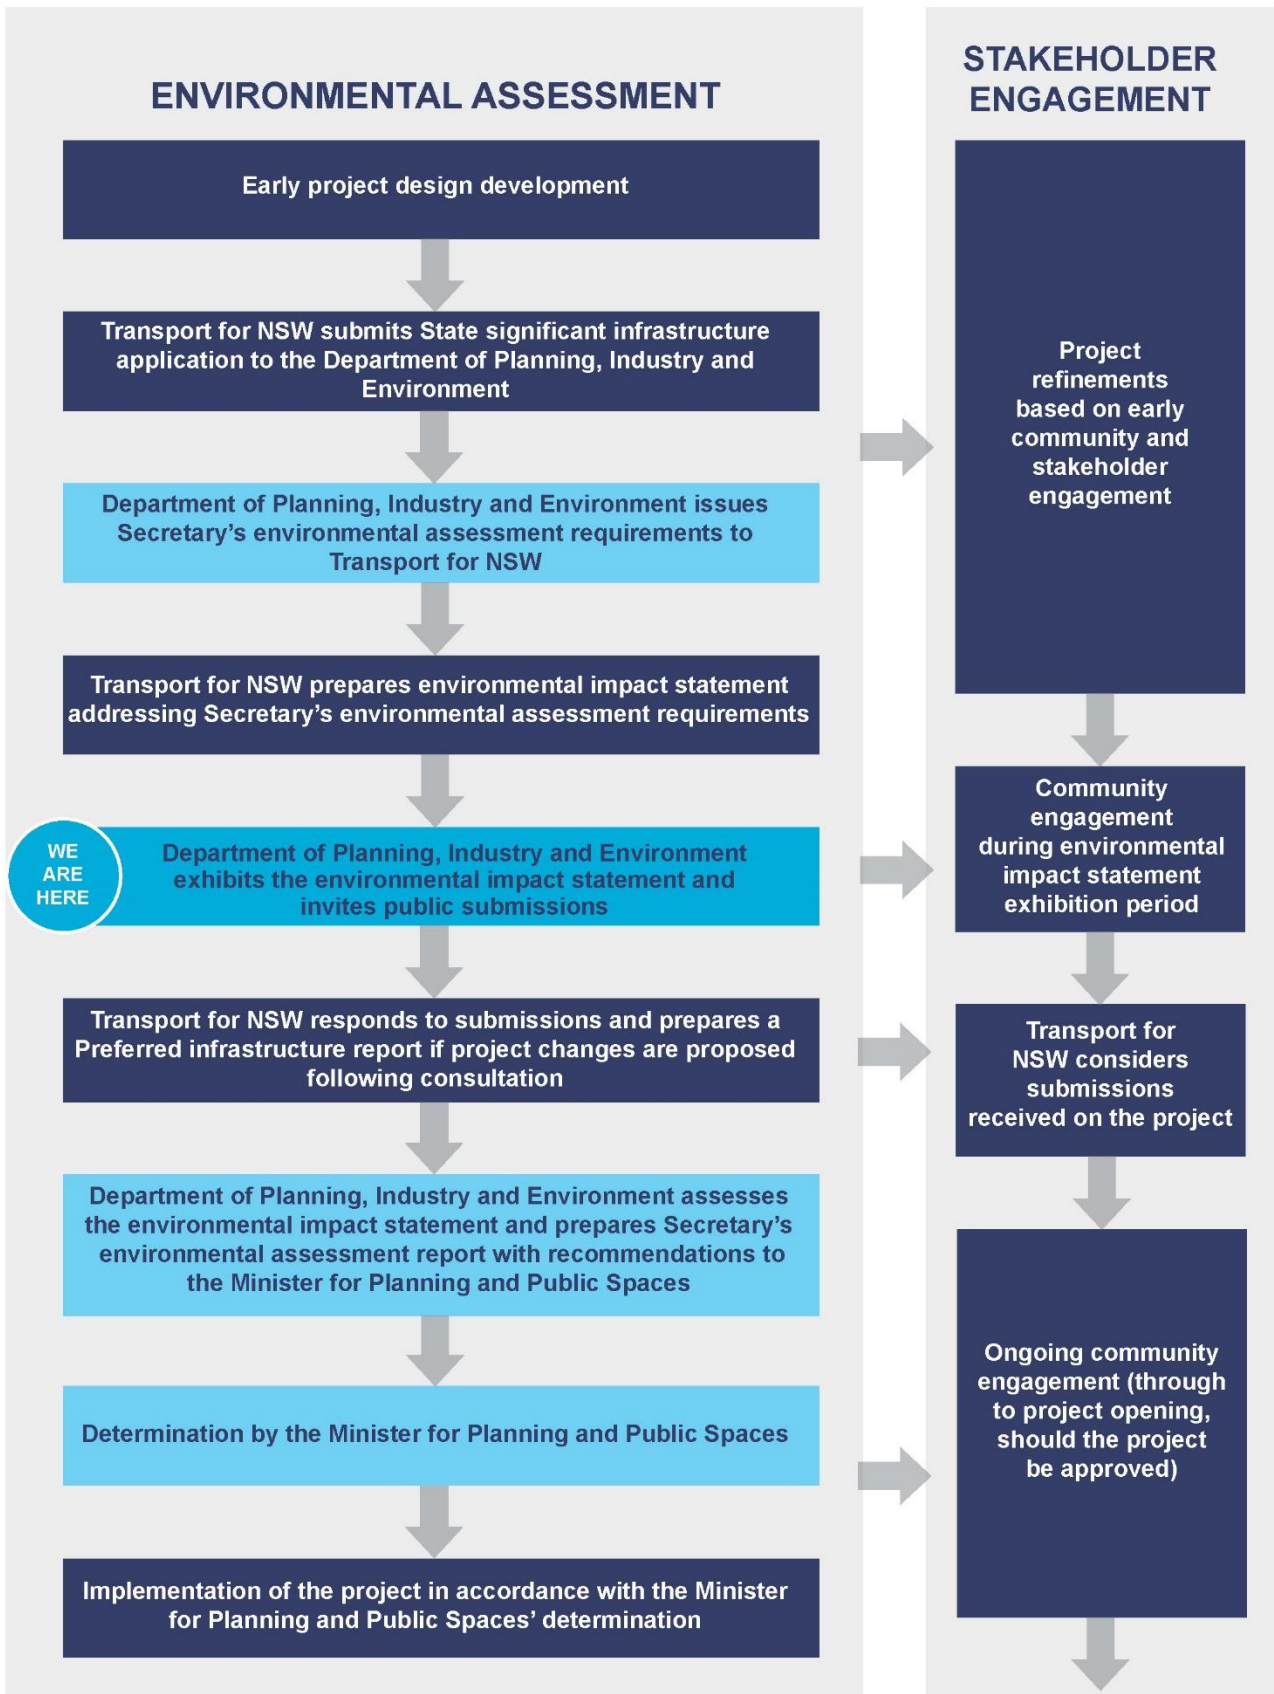 ENVIRONMENTAL ASSESSMENT
Early project design development
Transport for NSW submits State significant infrastructure
application to the Department of Planning, Industry and
Environment
Department of Planning, Industry and Environment issues
Secretary’s environmental assessment requirements to
Transport for NSW
Transport for NSW prepares environmental impact statement
addressing Secretary’s environmental assessment requirements
WE
ARE
HERE
Department of Planning, Industry and Environment
exhibits the environmental impact statement and
invites public submissions
Transport for NSW responds to submissions and prepares a
Preferred infrastructure report if project changes are proposed
following consultation
Department of Planning, Industry and Environment assesses
the environmental impact statement and prepares Secretary’s
environmental assessment report with recommendations to
the Minister for Planning and Public Spaces
Determination by the Minister for Planning and Public Spaces
Implementation of the project in accordance with the Minister
for Planning and Public Spaces’ determination
STAKEHOLDER
ENGAGEMENT
Project
refinements
based on early
community and
stakeholder
engagement
Community
engagement
during environmental
impact statement
exhibition period
Transport for
NSW considers
submissions
received on the project
Ongoing community
engagement (through
to project opening,
should the project
be approved)